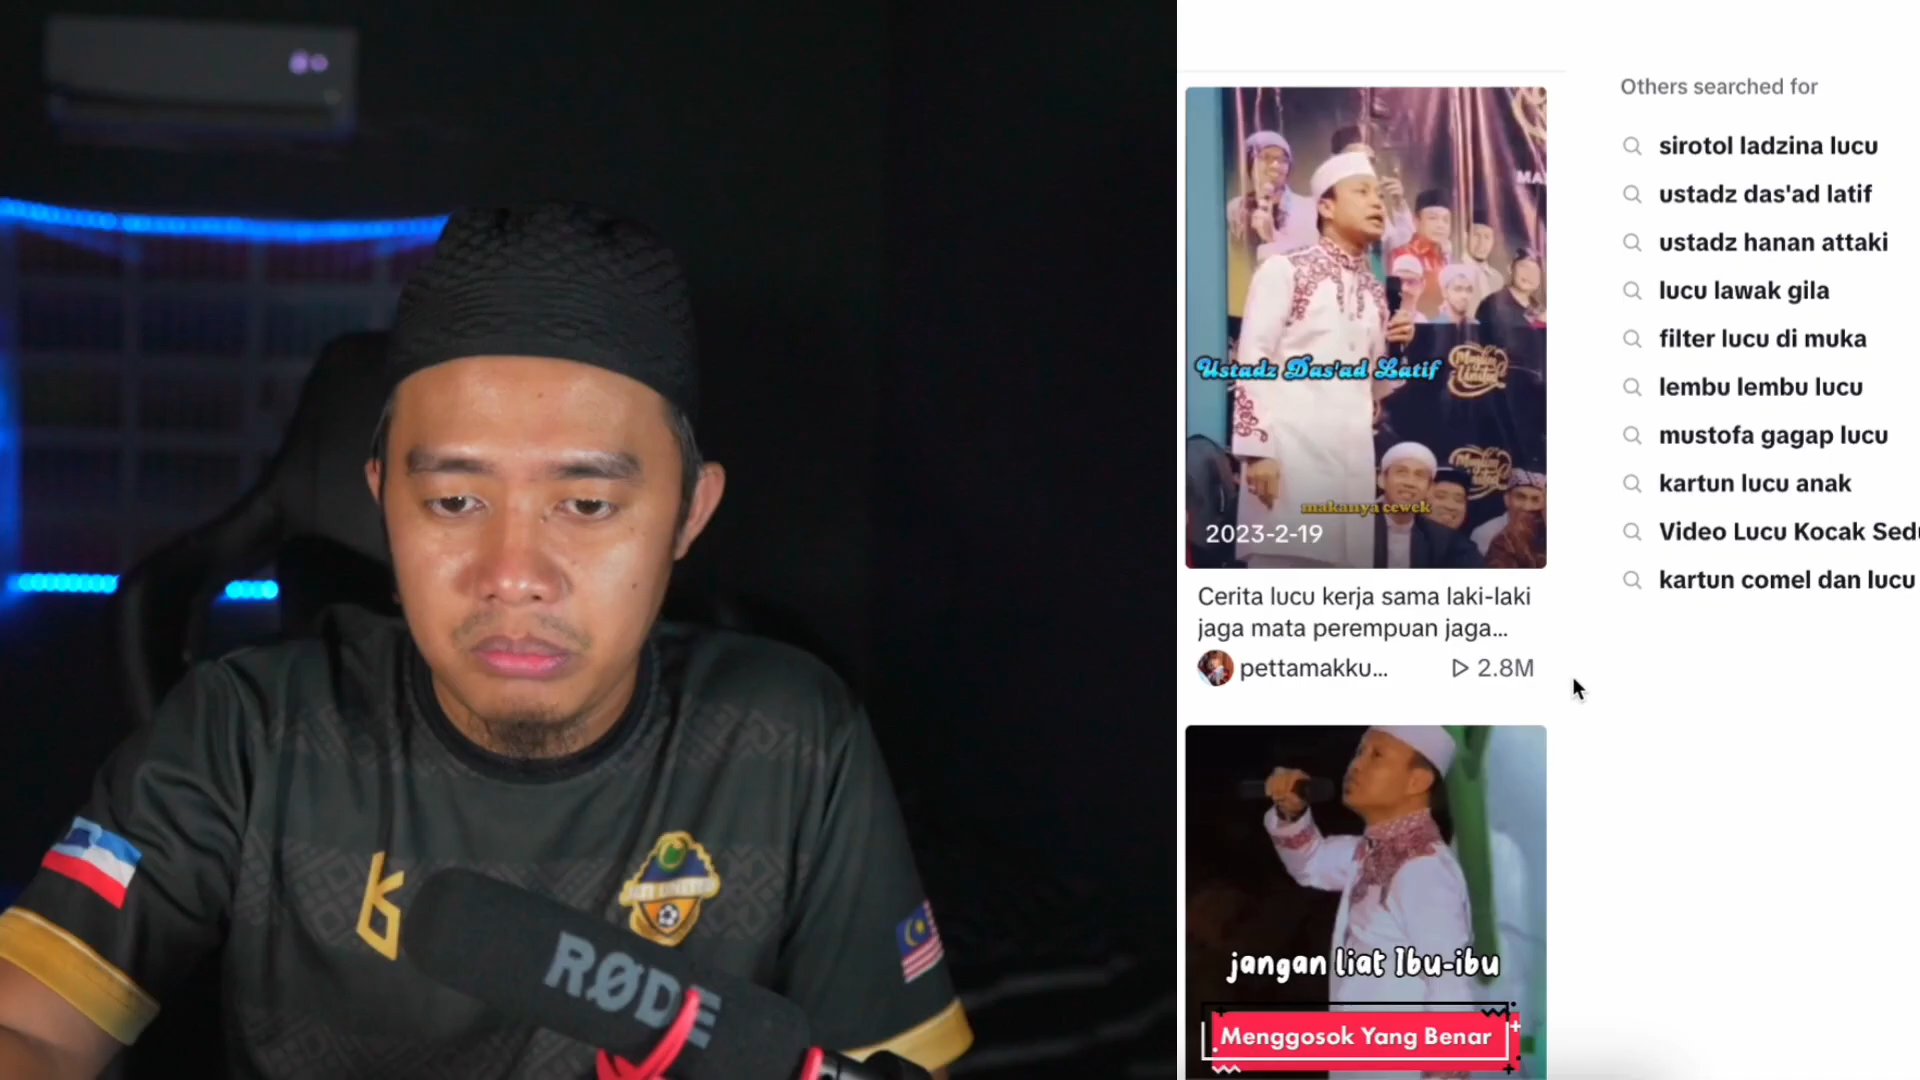 RØDE
Ustadz Das'ad Latif
makanya cewek
2023-2-19
Cerita lucu kerja sama laki-laki
jaga mata perempuan jaga...
pettamakku...
2.8M
jangan liat Ibu-ibu
Menggosok Yang Benar
Others searched for
sirotol ladzina lucu
ustadz das'ad latif
ustadz hanan attaki
lucu lawak gila
filter lucu di muka
lembu lembu lucu
mustofa gagap lucu
kartun lucu anak
Video Lucu Kocak Sed
kartun comel dan lucu